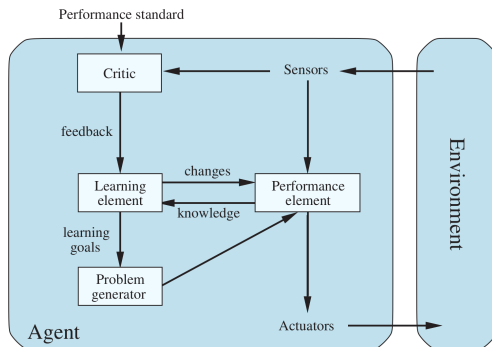 Performance standard
Critic
Sensors
feedback
changes
Learning
element
Performance
element
knowledge
learning
goals
Problem
generator
Agent
Actuators
Environment